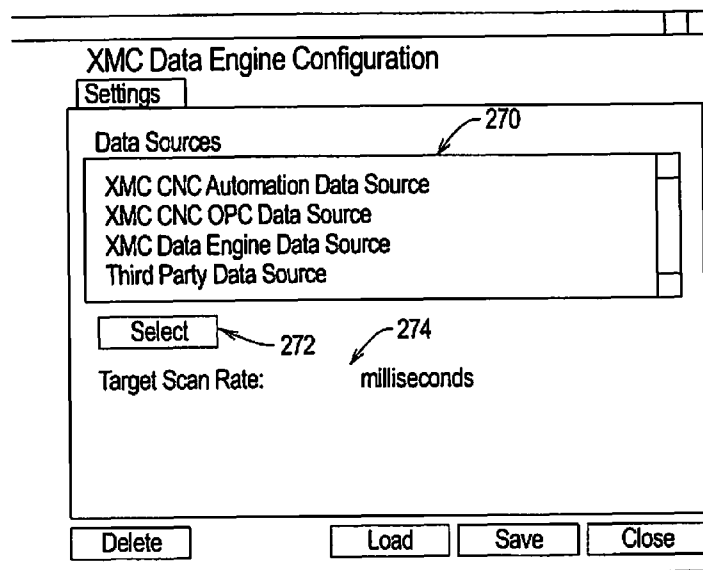 XMC Data Engine Configuration
Settings
Data Sources
270
XMC CNC Automation Data Source
XMC CNC OPC Data Source
XMC Data Engine Data Source
Third Party Data Source
Select
272
274
Target Scan Rate: milliseconds
Delete Load Save Close